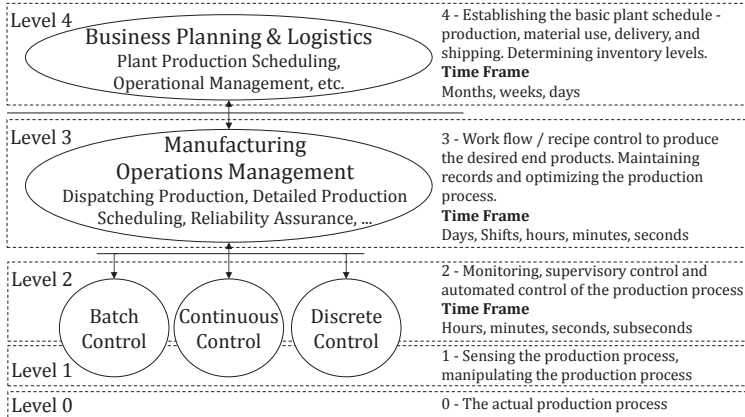 Level 4
Business Planning & Logistics
Plant Production Scheduling,
Operational Management, etc.
4 - Establishing the basic plant schedule -
production, material use, delivery, and
shipping. Determining inventory levels.
Time Frame
Months, weeks, days
Level 3
Manufacturing
Operations Management
Dispatching Production, Detailed Production
Scheduling, Reliability Assurance, ...
3 - Work flow / recipe control to produce
the desired end products. Maintaining
records and optimizing the production
process.
Time Frame
Days, Shifts, hours, minutes, seconds
Level 2
Batch
Control
Continuous
Control
Discrete
Control
2 - Monitoring, supervisory control and
automated control of the production process
Time Frame
Hours, minutes, seconds, subseconds
Level 1
1 - Sensing the production process,
manipulating the production process
Level 0
0 - The actual production process